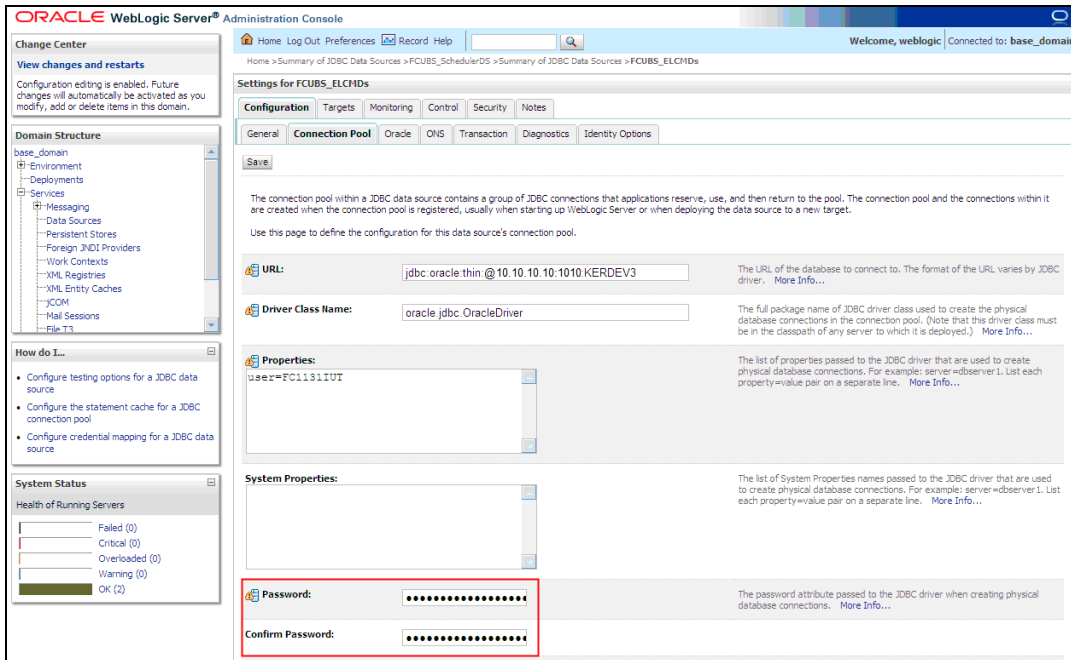 ORACLE WebLogic Server® Administration Console
Change Center
View changes and restarts
Configuration editing is enabled. Future
changes will automatically be activated as you
modify, add or delete items in this domain.
Domain Structure
base_domain
Environment
Deployments
Services
Messaging
Data Sources
Persistent Stores
Foreign JNDI Providers
Work Contexts
XML Registries
XML Entity Caches
jCOM
Mail Sessions
File T3
How do I...
Configure testing options for a JDBC data
source
Configure the statement cache for a JDBC
connection pool
Configure credential mapping for a JDBC data
source
System Status
Health of Running Servers
Failed (0)
Critical (0)
Overloaded (0)
Warning (0)
OK (2)
Home Log Out Preferences Record Help
Welcome, weblogic Connected to: base_domain
Home >Summary of JDBC Data Sources >FCUBS_SchedulerDS >Summary of JDBC Data Sources >FCUBS_ELCMDs
Settings for FCUBS_ELCMDs
Configuration Targets Monitoring Control Security Notes
General Connection Pool Oracle ONS Transaction Diagnostics Identity Options
Save
The connection pool within a JDBC data source contains a group of JDBC connections that applications reserve, use, and then return to the pool. The connection pool and the connections within it
are created when the connection pool is registered, usually when starting up WebLogic Server or when deploying the data source to a new target.
Use this page to define the configuration for this data source's connection pool.
URL:
jdbc:oracle:thin:@10.10.10.10:1010:KERDEV3
The URL of the database to connect to. The format of the URL varies by JDBC
driver. More Info...
Driver Class Name:
oracle.jdbc.OracleDriver
The full package name of JDBC driver class used to create the physical
database connections in the connection pool. (Note that this driver class must
be in the classpath of any server to which it is deployed.) More Info...
Properties:
user=FC1131IUT
The list of properties passed to the JDBC driver that are used to create
physical database connections. For example: server=dbserver1. List each
property=value pair on a separate line. More Info...
System Properties:
The list of System Properties names passed to the JDBC driver that are used
to create physical database connections. For example: server=dbserver1. List
each property=value pair on a separate line. More Info...
Password:
The password attribute passed to the JDBC driver when creating physical
database connections. More Info...
Confirm Password: